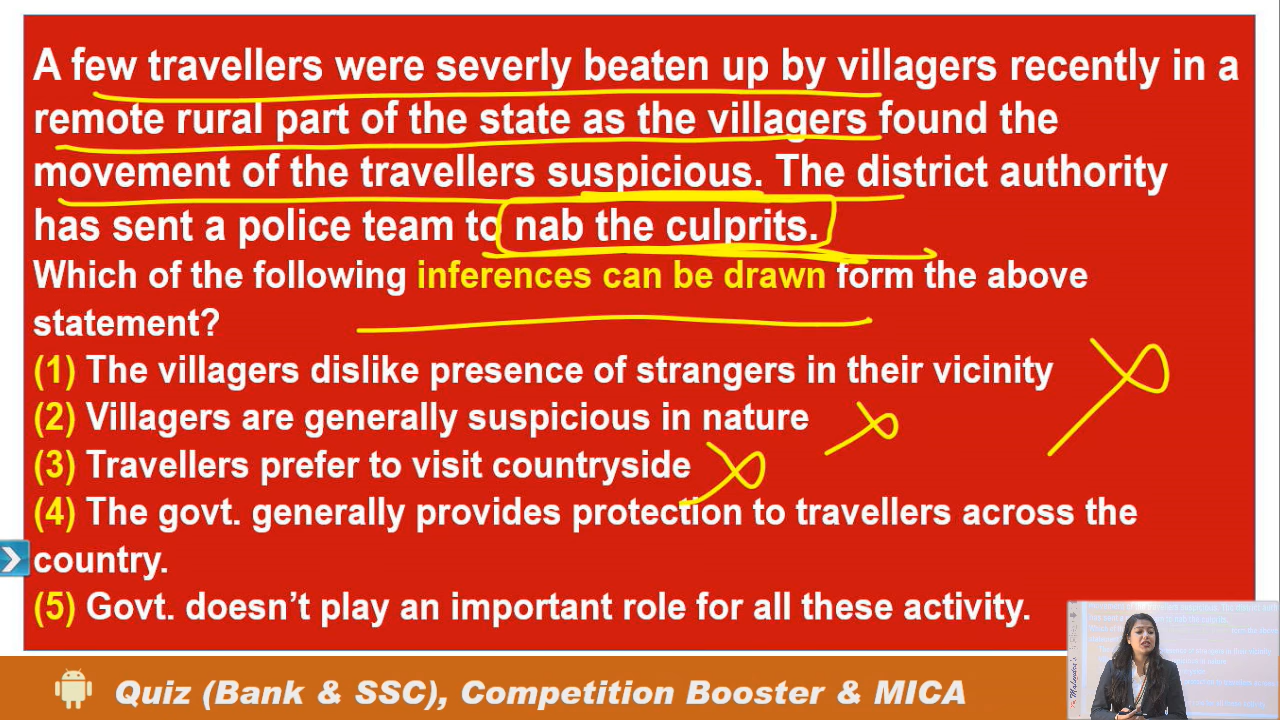 A few travellers were severly beaten up by villagers recently in a
remote rural part of the state as the villagers found the
movement of the travellers suspicious. The district authority
has sent a police team to nab the culprits.
Which of the following inferences can be drawn form the above
statement?
(1) The villagers dislike presence of strangers in their vicinity
(2) Villagers are generally suspicious in nature
(3) Travellers prefer to visit countryside
(4) The govt. generally provides protection to travellers across the
country.
(5) Govt. doesn't play an important role for all these activity.
Quiz (Bank & SSC), Competition Booster & MICA